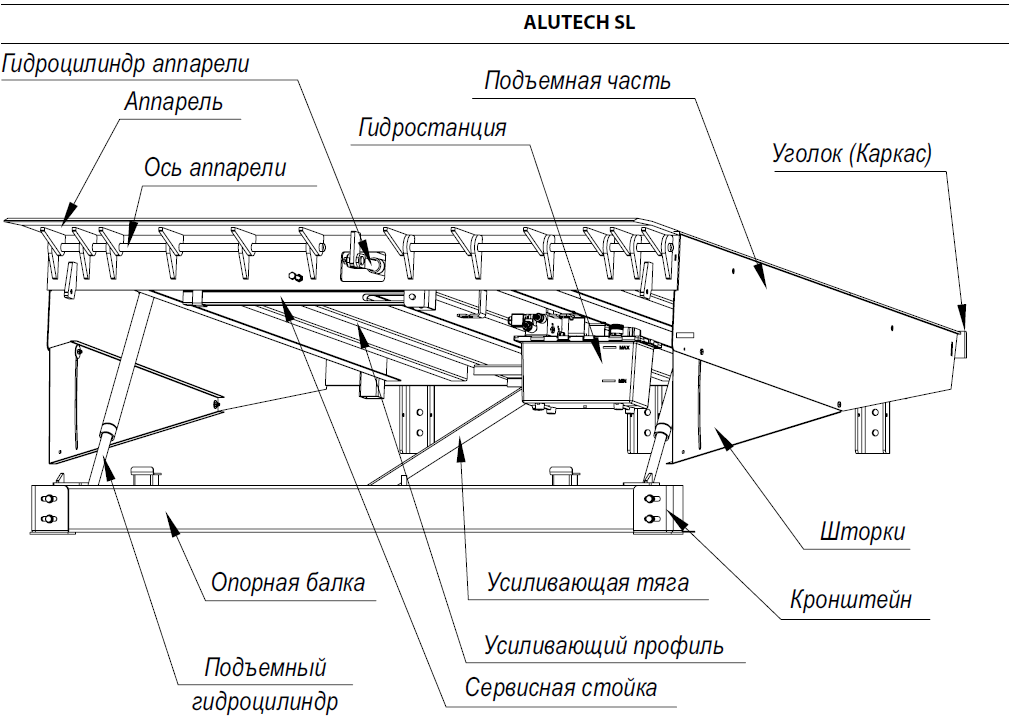 ALUTECH SL
Гидроцилиндр аппарели
Подъемная часть
Аппарель
Гидростанция
Уголок (Каркас)
Ось аппарели
MAX
MIN
Шторки
Опорная балка
Усиливающая тяга
Кронштейн
Усиливающий профиль
Подъемный
гидроцилиндр
Сервисная стойка